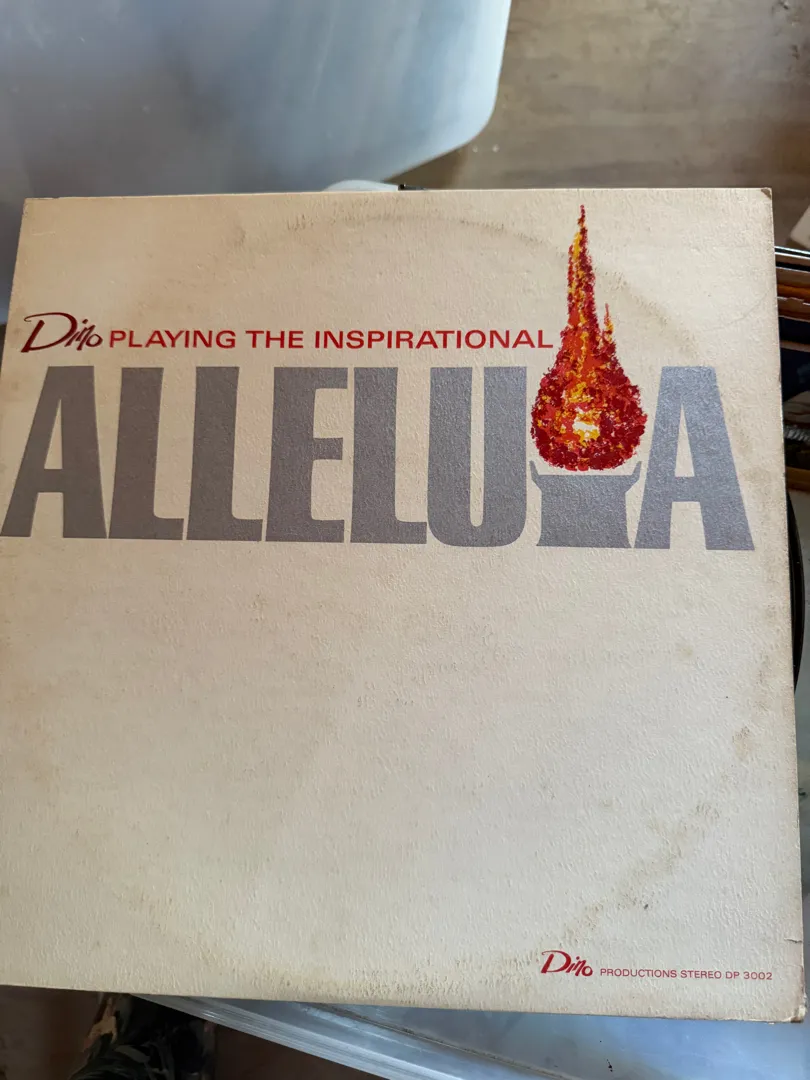 Dino PLAYING THE INSPIRATIONAL
ALLELUIA
Dino PRODUCTIONS STEREO DP 3002